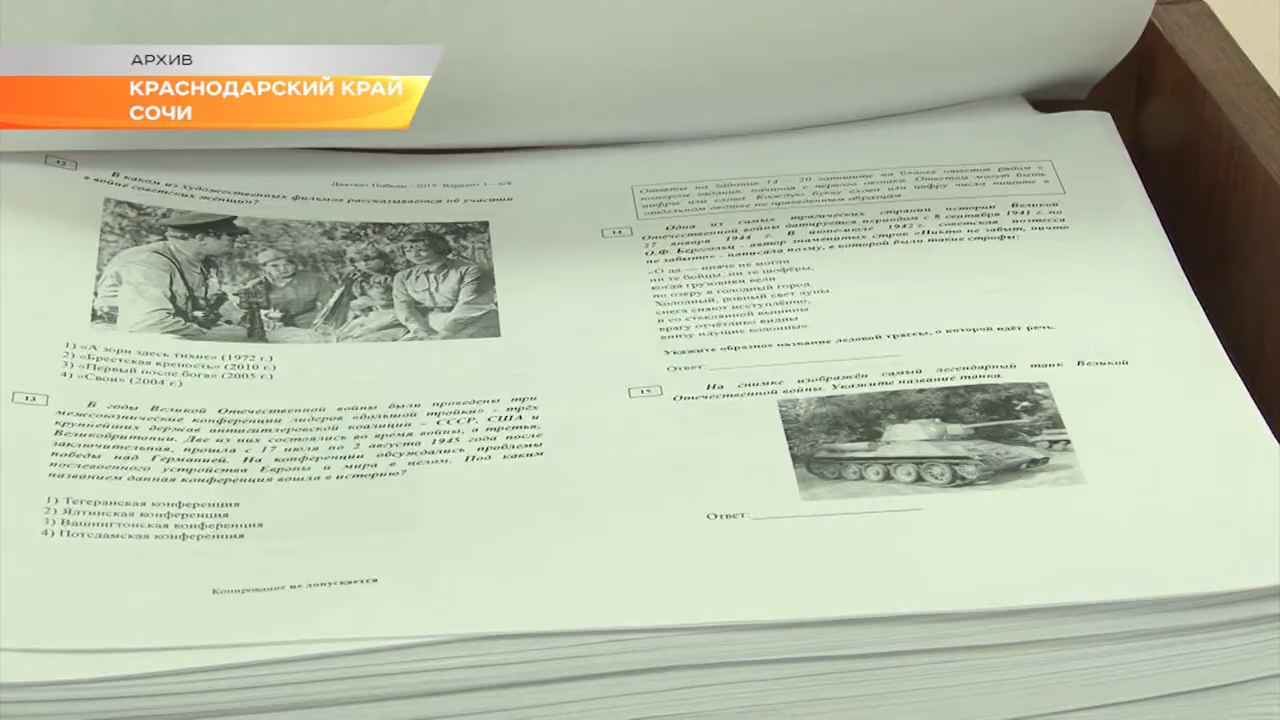 АРХИВ
КРАСНОДАРСКИЙ КРАЙ
СОЧИ
Диктант Победы - 2019 Вариант 1 – 6/8
12
В каком из художественных фильмов рассказывается об участии
в войне советских женщин?
1) «А зори здесь тихие» (1972 г.)
2) «Брестская крепость» (2010 г.)
3) «Первый после бога» (2005 г.)
4) «Свои» (2004 г.)
13
В годы Великой Отечественной войны были проведены три
межсоюзнические конференции лидеров «большой тройки» - трёх
крупнейших держав антигитлеровской коалиции – СССР, США и
Великобритании. Две из них состоялись во время войны, а третья,
заключительная, прошла с 17 июля по 2 августа 1945 года после
победы над Германией. На конференции обсуждались проблемы
послевоенного устройства Европы и мира в целом. Под каким
названием данная конференция вошла в историю?
1) Тегеранская конференция
2) Ялтинская конференция
3) Вашингтонская конференция
4) Потсдамская конференция
Копирование не допускается
Ответы на задания 14 – 20 запишите на бланке ответов рядом с
номером задания, начиная с первого окошка. Ответом могут быть
цифры или слова. Каждую букву слова или цифру числа пишите в
отдельном окошке по приведенным образцам.
14
Одна из самых трагических страниц истории Великой
Отечественной войны датируется периодом с 8 сентября 1941 г. по
27 января 1944 г. В июне-июле 1942 г. советская поэтесса
О.Ф. Берггольц - автор знаменитых строк «Никто не забыт, ничто
не забыто» - написала поэму, в которой были такие строфы:
«О да — иначе не могли
ни те бойцы, ни те шофёры,
когда грузовики вели
по озеру в голодный город.
Холодный, ровный свет луны,
снега сияют исступлённо,
и со стеклянной вышины
врагу отчётливо видны
внизу идущие колонны».
Укажите образное название ледовой трассы, о которой идёт речь.
Ответ:
15
На снимке изображён самый легендарный танк Великой
Отечественной войны. Укажите название танка.
Ответ: